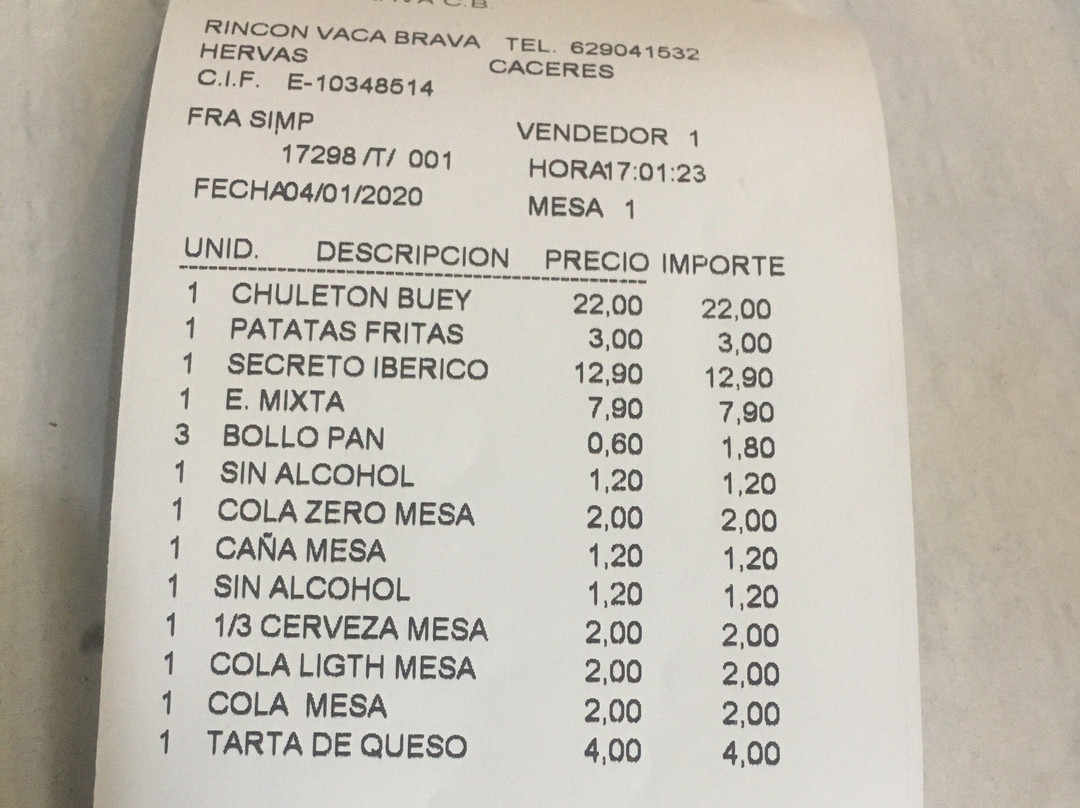 C.B.
RINCON VACA BRAVA TEL. 629041532
HERVAS CACERES
C.I.F. E-10348514
FRA SIMP VENDEDOR 1
17298 /T/ 001 HORA17:01:23
FECHA04/01/2020 MESA 1
UNID. DESCRIPCION PRECIO IMPORTE
1 CHULETON BUEY 22,00 22,00
1 PATATAS FRITAS 3,00 3,00
1 SECRETO IBERICO 12,90 12,90
1 E. MIXTA 7,90 7,90
3 BOLLO PAN 0,60 1,80
1 SIN ALCOHOL 1,20 1,20
1 COLA ZERO MESA 2,00 2,00
1 CAÑA MESA 1,20 1,20
1 SIN ALCOHOL 1,20 1,20
1 1/3 CERVEZA MESA 2,00 2,00
1 COLA LIGTH MESA 2,00 2,00
1 COLA MESA 2,00 2,00
1 TARTA DE QUESO 4,00 4,00